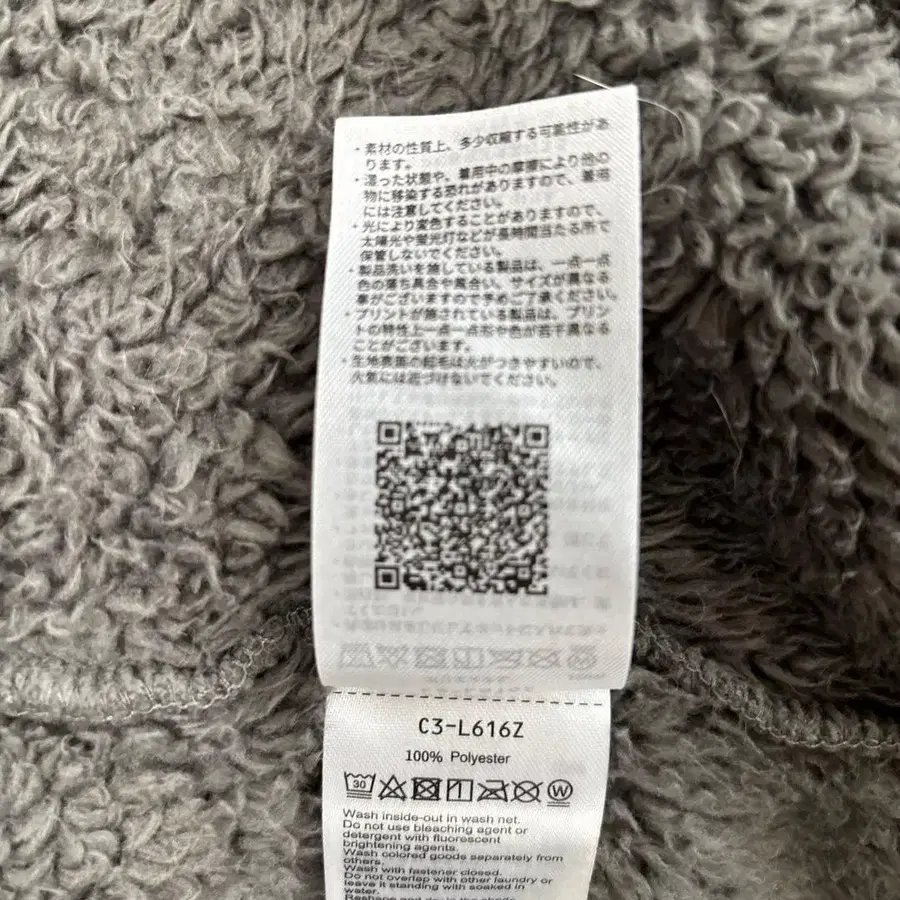 ・素材の性質上、多少収縮する可能性があ
ります。
・湿った状態や、着用中の摩擦により他の
物に移染する恐れがありますので、着用
には注意してください。
・光により変色することがありますので、
太陽光や蛍光灯などが長時間当たる所で
保管しないでください。
・製品洗いを施している製品は、一点一点
色の落ち具合や風合い、サイズが異なる
事がございますので予めご了承ください。
・プリントが施されている製品は、プリン
トの特性上一点一点形や色が若干異なる
ことがございます。
・生地表面の起毛は火がつきやすいので、
火気には近づけないでください。
C3-L616Z
100% Polyester
30
W
Wash inside-out in wash net.
Do not use bleaching agent or
detergent with fluorescent
brightening agents.
Wash colored goods separately from
others.
Wash with fastener closed.
Do not overlap with other laundry or
leave it standing with soaked in
water.
Reshape and dry in the shade